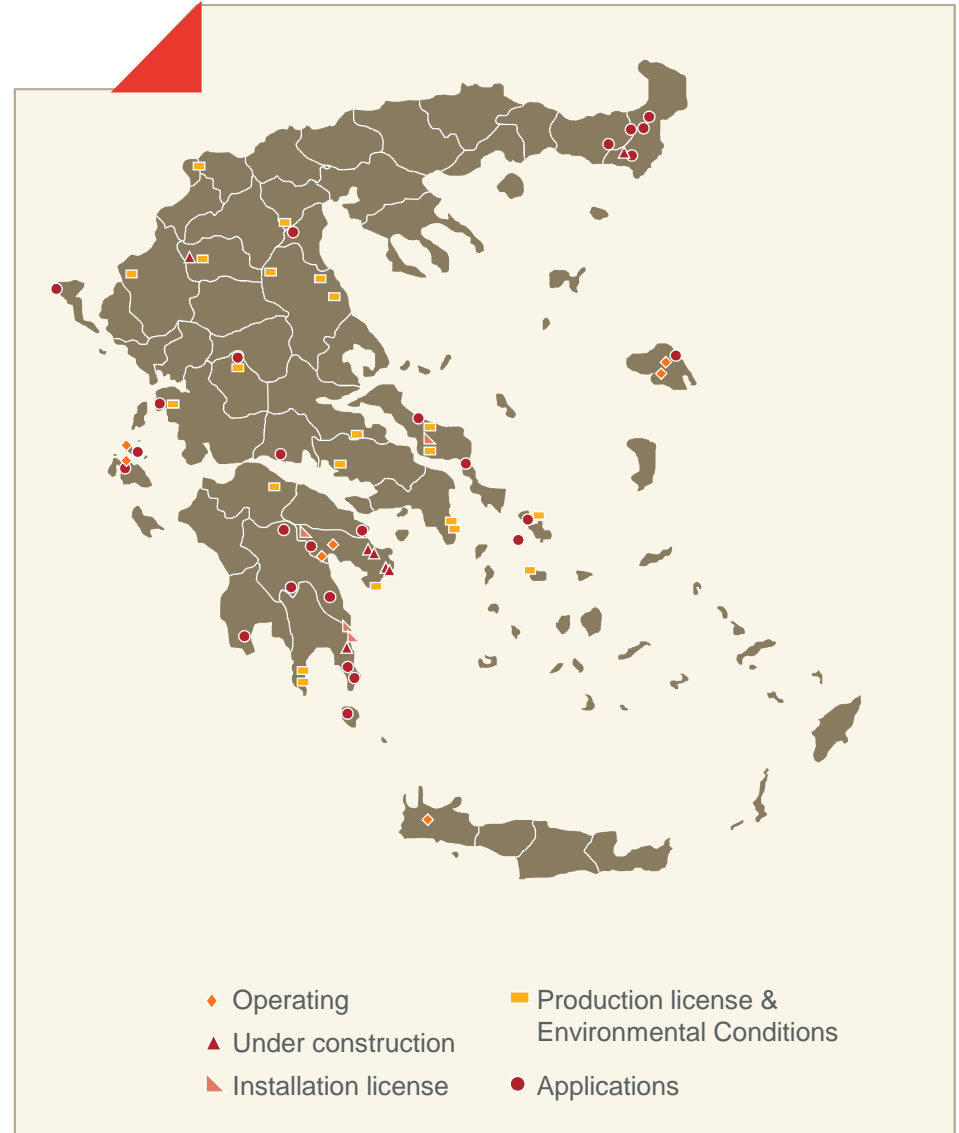 Operating
Under construction
Installation license
Production license &
Environmental Conditions
Applications